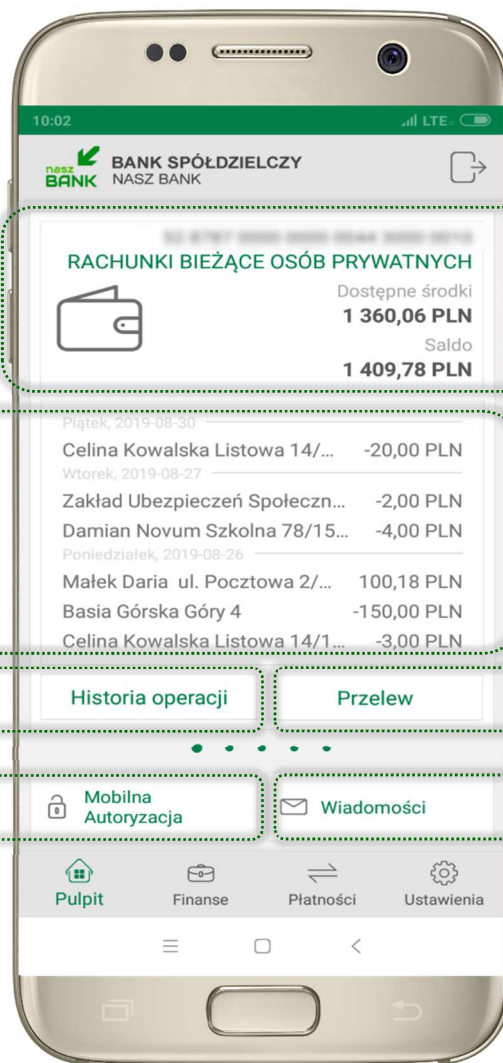 10:02
LTE
nasz
BANK
BANK SPÓŁDZIELCZY
NASZ BANK
RACHUNKI BIEŻĄCE OSÓB PRYWATNYCH
Dostępne środki
1 360,06 PLN
Saldo
1 409,78 PLN
Piątek, 2019-08-30
Celina Kowalska Listowa 14/... -20,00 PLN
Wtorek, 2019-08-27
Zakład Ubezpieczeń Społeczn... -2,00 PLN
Damian Novum Szkolna 78/15... -4,00 PLN
Poniedziałek, 2019-08-26
Małek Daria ul. Pocztowa 2/... 100,18 PLN
Basia Górska Góry 4 -150,00 PLN
Celina Kowalska Listowa 14/1... -3,00 PLN
Historia operacji Przelew
Mobilna
Autoryzacja
Wiadomości
Pulpit Finanse Płatności Ustawienia